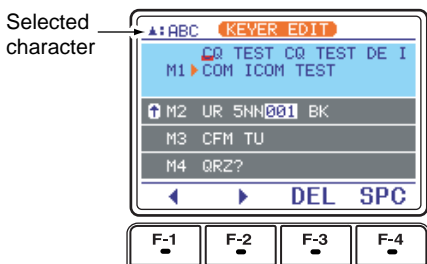 Selected
character
▲:ABC KEYER EDIT
CQ TEST CQ TEST DE I
M1 COM ICOM TEST
M2 UR 5NN001 BK
M3 CFM TU
M4 QRZ?
DEL SPC
F-1 F-2 F-3 F-4